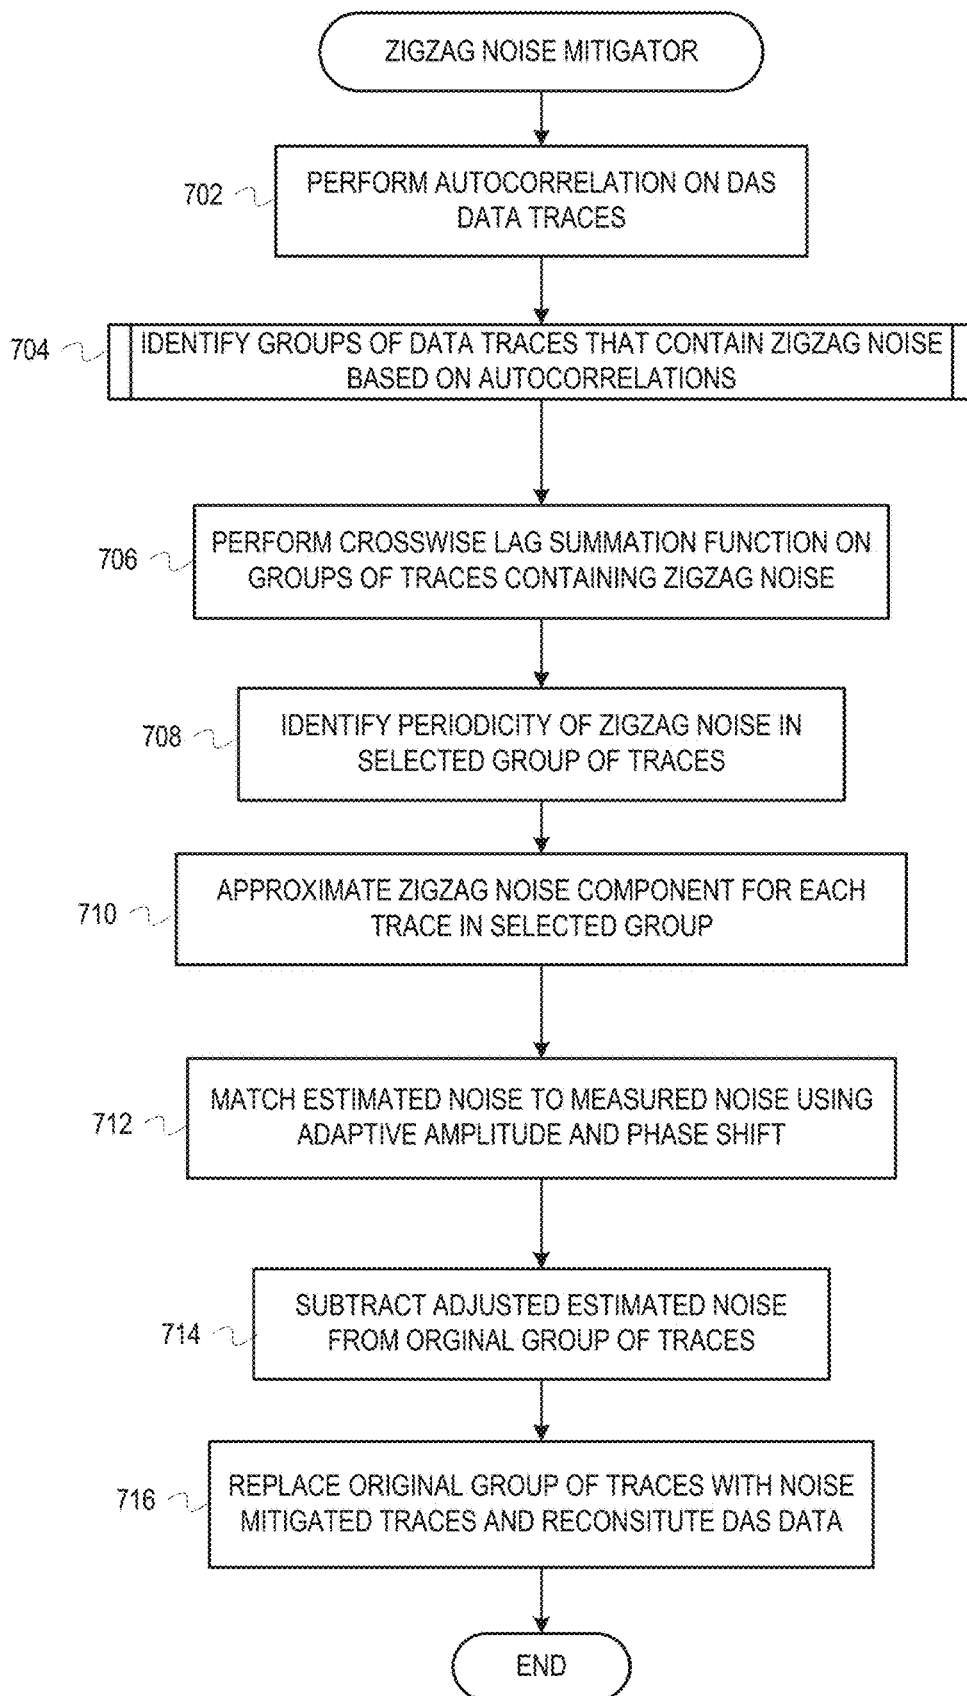 ZIGZAG NOISE MITIGATOR
702
PERFORM AUTOCORRELATION ON DAS
DATA TRACES
704
IDENTIFY GROUPS OF DATA TRACES THAT CONTAIN ZIGZAG NOISE
BASED ON AUTOCORRELATIONS
706
PERFORM CROSSWISE LAG SUMMATION FUNCTION ON
GROUPS OF TRACES CONTAINING ZIGZAG NOISE
708
IDENTIFY PERIODICITY OF ZIGZAG NOISE IN
SELECTED GROUP OF TRACES
710
APPROXIMATE ZIGZAG NOISE COMPONENT FOR EACH
TRACE IN SELECTED GROUP
712
MATCH ESTIMATED NOISE TO MEASURED NOISE USING
ADAPTIVE AMPLITUDE AND PHASE SHIFT
714
SUBTRACT ADJUSTED ESTIMATED NOISE
FROM ORGINAL GROUP OF TRACES
716
REPLACE ORIGINAL GROUP OF TRACES WITH NOISE
MITIGATED TRACES AND RECONSITUTE DAS DATA
END